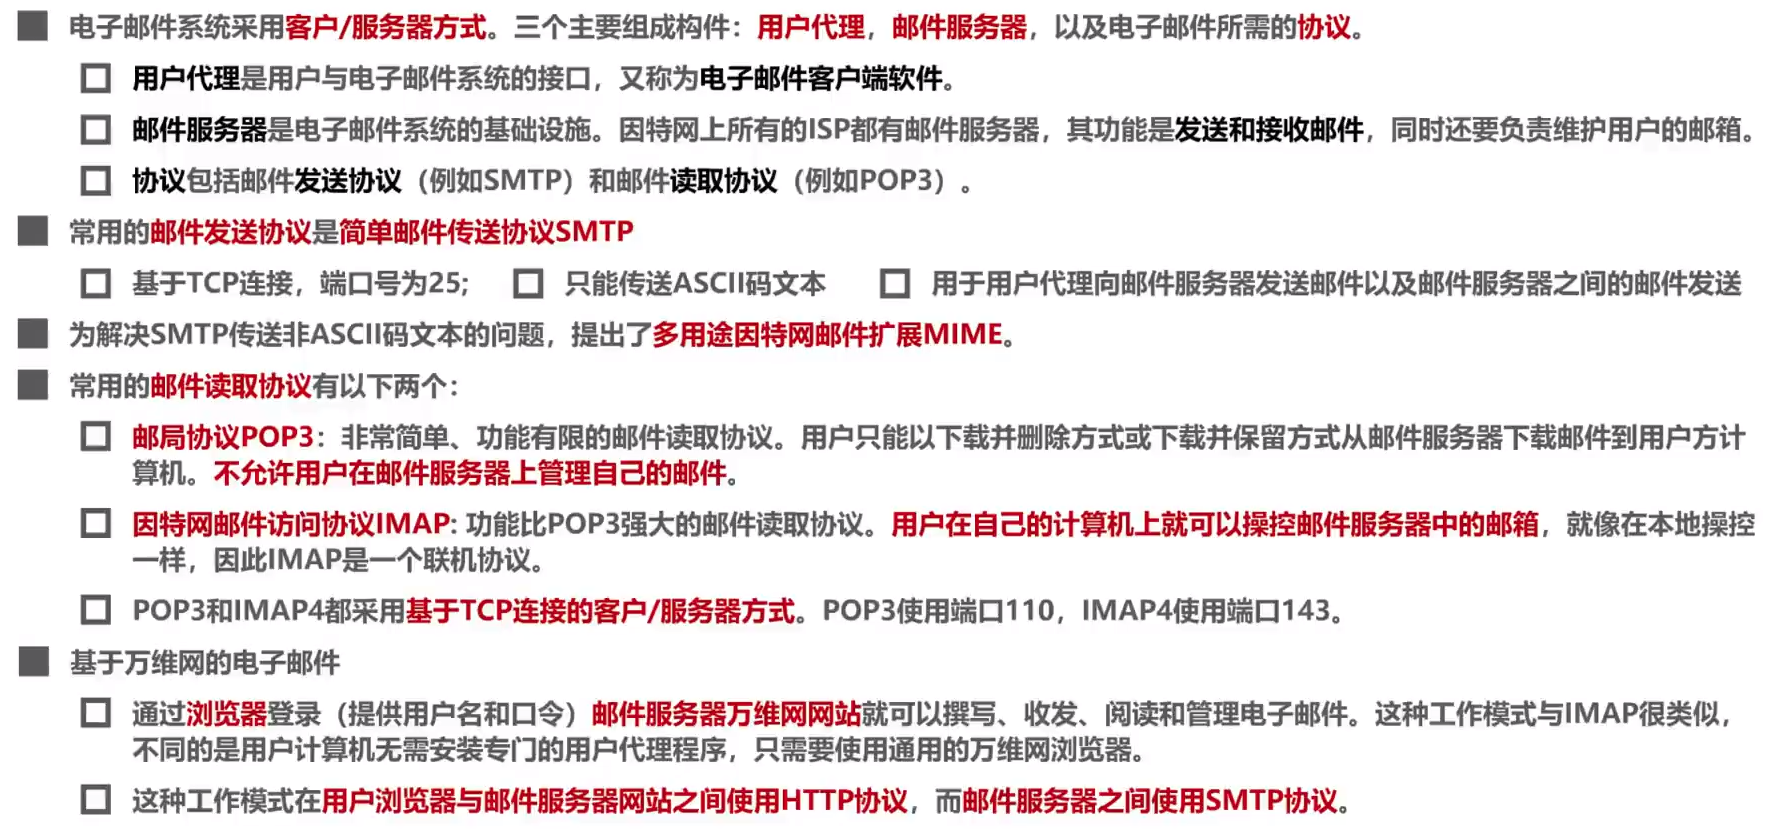 电子邮件系统采用客户/服务器方式。三个主要组成构件：用户代理，邮件服务器，以及电子邮件所需的协议。
用户代理是用户与电子邮件系统的接口，又称为电子邮件客户端软件。
邮件服务器是电子邮件系统的基础设施。因特网上所有的ISP都有邮件服务器，其功能是发送和接收邮件，同时还要负责维护用户的邮箱。
协议包括邮件发送协议（例如SMTP）和邮件读取协议（例如POP3）。
常用的邮件发送协议是简单邮件传送协议SMTP
基于TCP连接，端口号为25; 只能传送ASCII码文本 用于用户代理向邮件服务器发送邮件以及邮件服务器之间的邮件发送
为解决SMTP传送非ASCII码文本的问题，提出了多用途因特网邮件扩展MIME。
常用的邮件读取协议有以下两个：
邮局协议POP3：非常简单、功能有限的邮件读取协议。用户只能以下载并删除方式或下载并保留方式从邮件服务器下载邮件到用户方计
算机。不允许用户在邮件服务器上管理自己的邮件。
因特网邮件访问协议IMAP: 功能比POP3强大的邮件读取协议。用户在自己的计算机上就可以操控邮件服务器中的邮箱，就像在本地操控
一样，因此IMAP是一个联机协议。
POP3和IMAP4都采用基于TCP连接的客户/服务器方式。POP3使用端口110，IMAP4使用端口143。
基于万维网的电子邮件
通过浏览器登录（提供用户名和口令）邮件服务器万维网网站就可以撰写、收发、阅读和管理电子邮件。这种工作模式与IMAP很类似，
不同的是用户计算机无需安装专门的用户代理程序，只需要使用通用的万维网浏览器。
这种工作模式在用户浏览器与邮件服务器网站之间使用HTTP协议，而邮件服务器之间使用SMTP协议。